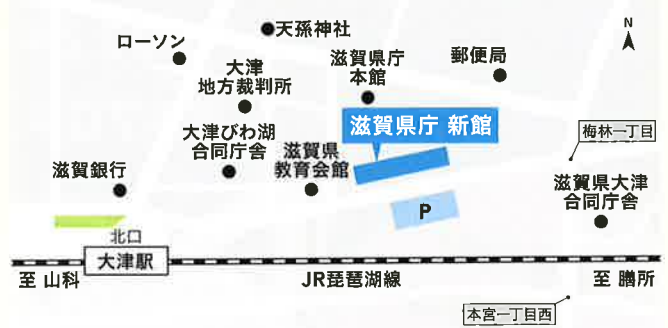 N
天孫神社
ローソン
滋賀県庁
本館
郵便局
大津
地方裁判所
滋賀県庁 新館
梅林一丁目
大津びわ湖
合同庁舎
滋賀県
教育会館
滋賀銀行
滋賀県大津
合同庁舎
P
北口
大津駅
至 山科
JR琵琶湖線
至 膳所
本宮一丁目西